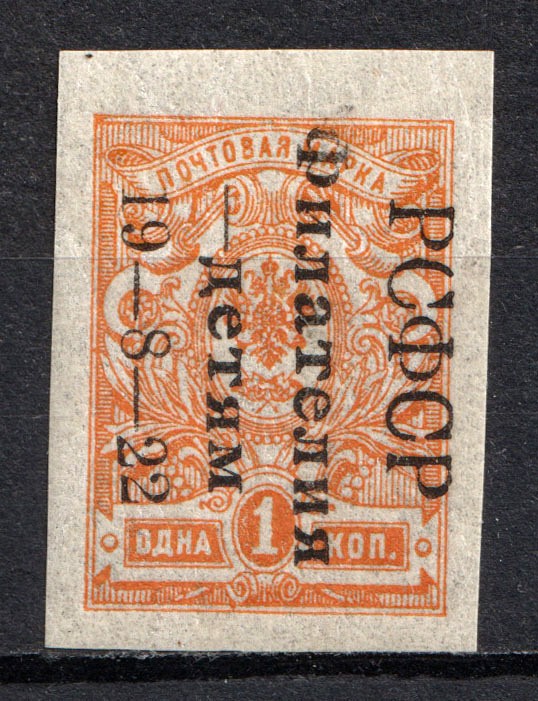 ПОЧТОВАЯ МАРКА
РСФСР
Филателия
—детям
19—8—22
ОДНА 1 КОП.